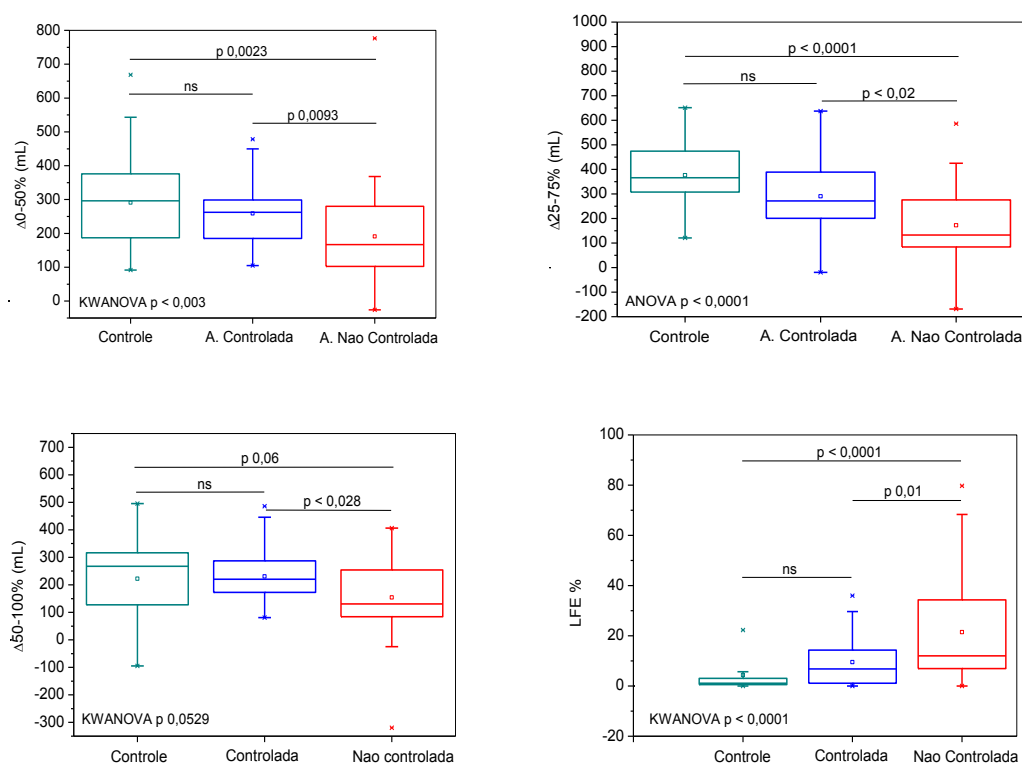 800
700
600
500
400
300
200
100
0
Δ0-50% (mL)
p 0,0023
ns
p 0,0093
KWANOVA p < 0,003
Controle A. Controlada A. Nao Controlada
1000
900
800
700
600
500
400
300
200
100
0
-100
-200
Δ25-75% (mL)
p < 0,0001
ns
p < 0,02
ANOVA p < 0,0001
Controle A. Controlada A. Nao Controlada
700
600
500
400
300
200
100
0
-100
-200
-300
Δ50-100% (mL)
p 0,06
ns
p < 0,028
KWANOVA p 0,0529
Controle Controlada Nao controlada
100
80
60
40
20
0
-20
LFE %
p < 0,0001
p 0,01
ns
KWANOVA p < 0,0001
Controle Controlada Nao Controlada